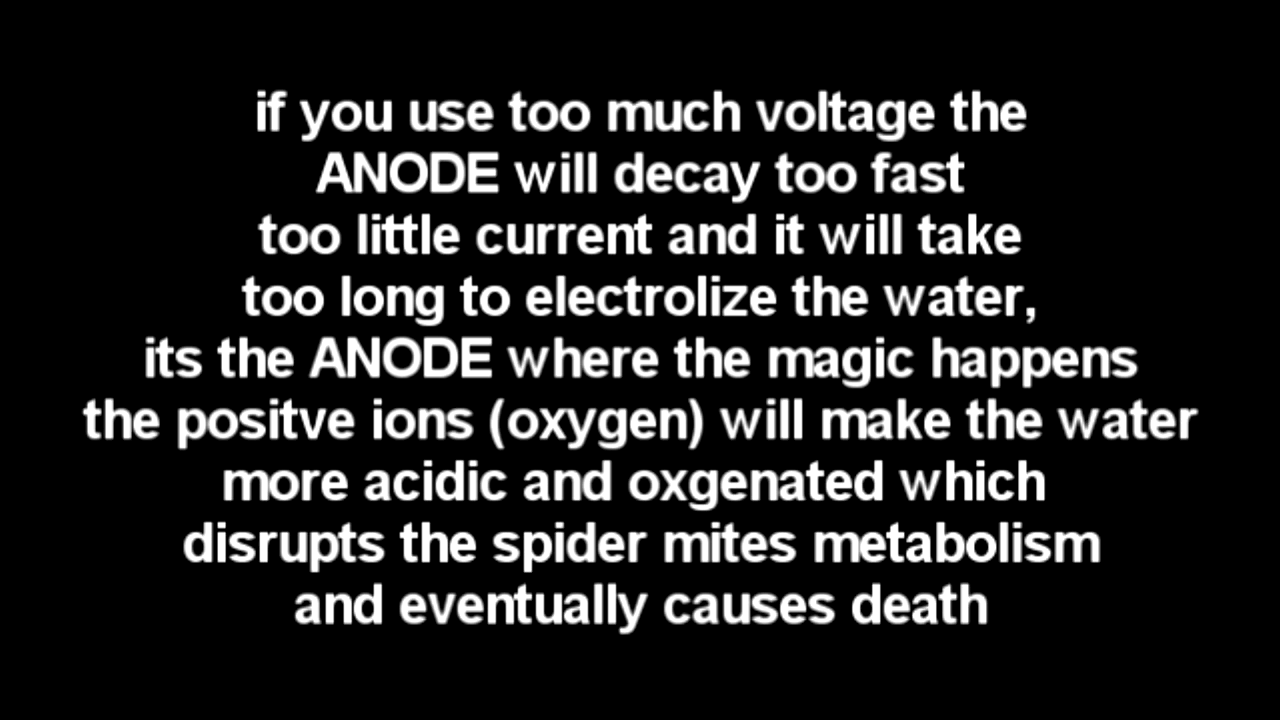 if you use too much voltage the
ANODE will decay too fast
too little current and it will take
too long to electrolize the water,
its the ANODE where the magic happens
the positve ions (oxygen) will make the water
more acidic and oxgenated which
disrupts the spider mites metabolism
and eventually causes death